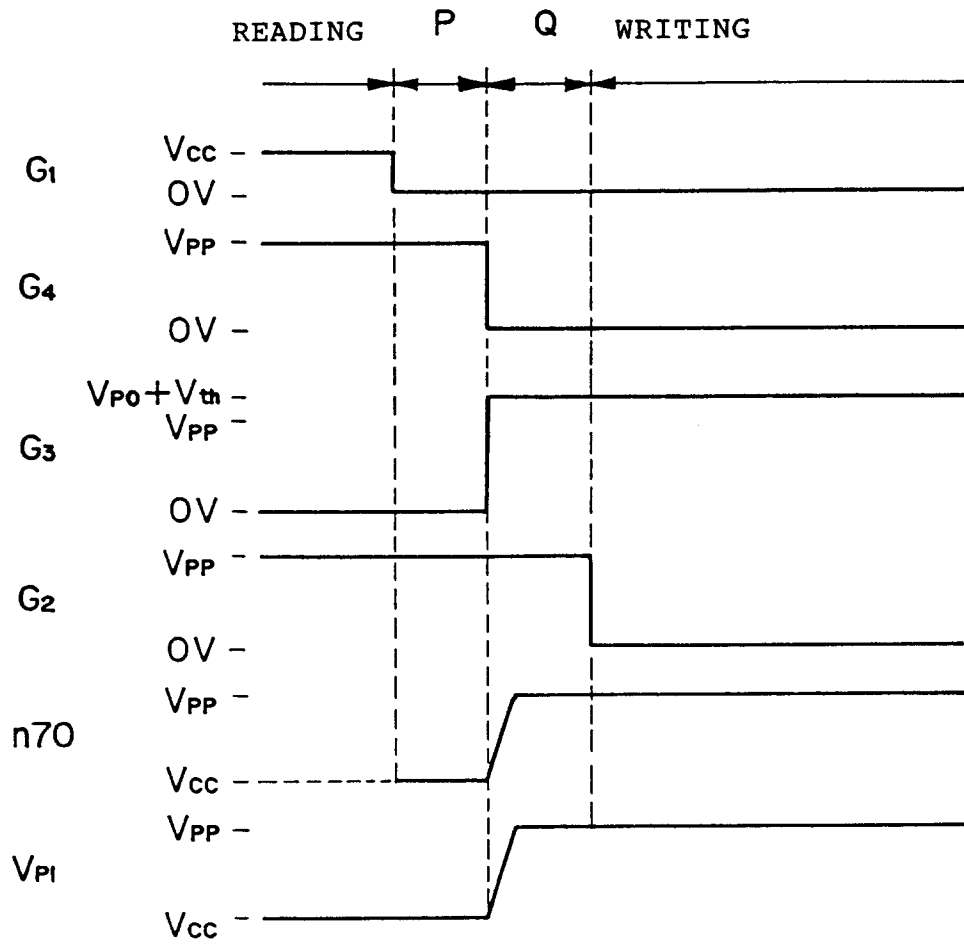 READING P Q WRITING
G1 Vcc
0V
G4 VPP
0V
VPO+Vth
G3 VPP
0V
G2 VPP
0V
n70 VPP
Vcc
VPI VPP
Vcc